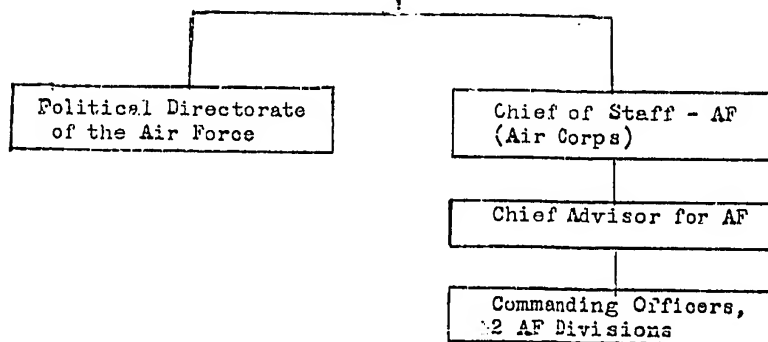 Political Directorate
of the Air Force
Chief of Staff - AF
(Air Corps)
Chief Advisor for AF
Commanding Officers,
2 AF Divisions